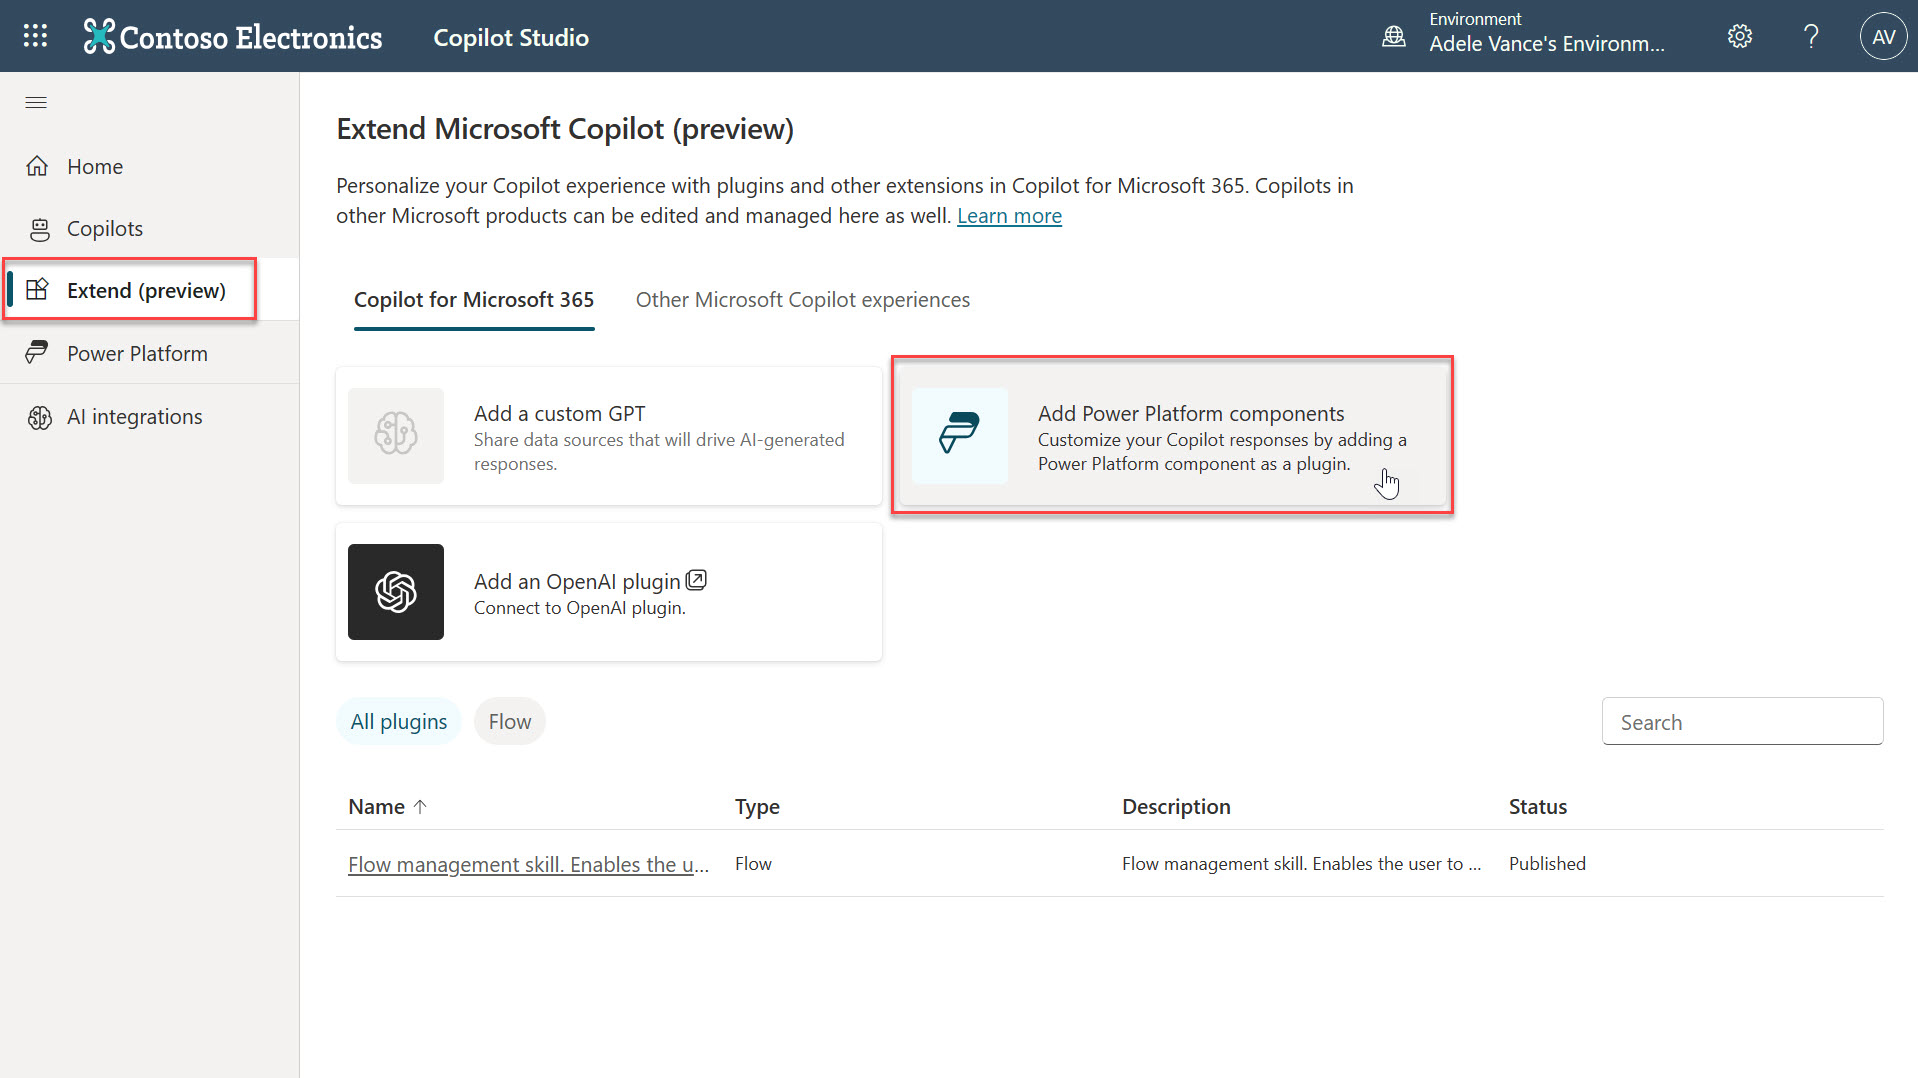 Contoso Electronics
Copilot Studio
Environment
Adele Vance's Environm...
?
AV
Home
Copilots
Extend (preview)
Power Platform
AI integrations
Extend Microsoft Copilot (preview)
Personalize your Copilot experience with plugins and other extensions in Copilot for Microsoft 365. Copilots in
other Microsoft products can be edited and managed here as well. Learn more
Copilot for Microsoft 365
Other Microsoft Copilot experiences
Add a custom GPT
Share data sources that will drive AI-generated
responses.
Add Power Platform components
Customize your Copilot responses by adding a
Power Platform component as a plugin.
Add an OpenAI plugin
Connect to OpenAI plugin.
All plugins
Flow
Search
Name ↑
Type
Description
Status
Flow management skill. Enables the u...
Flow
Flow management skill. Enables the user to ...
Published